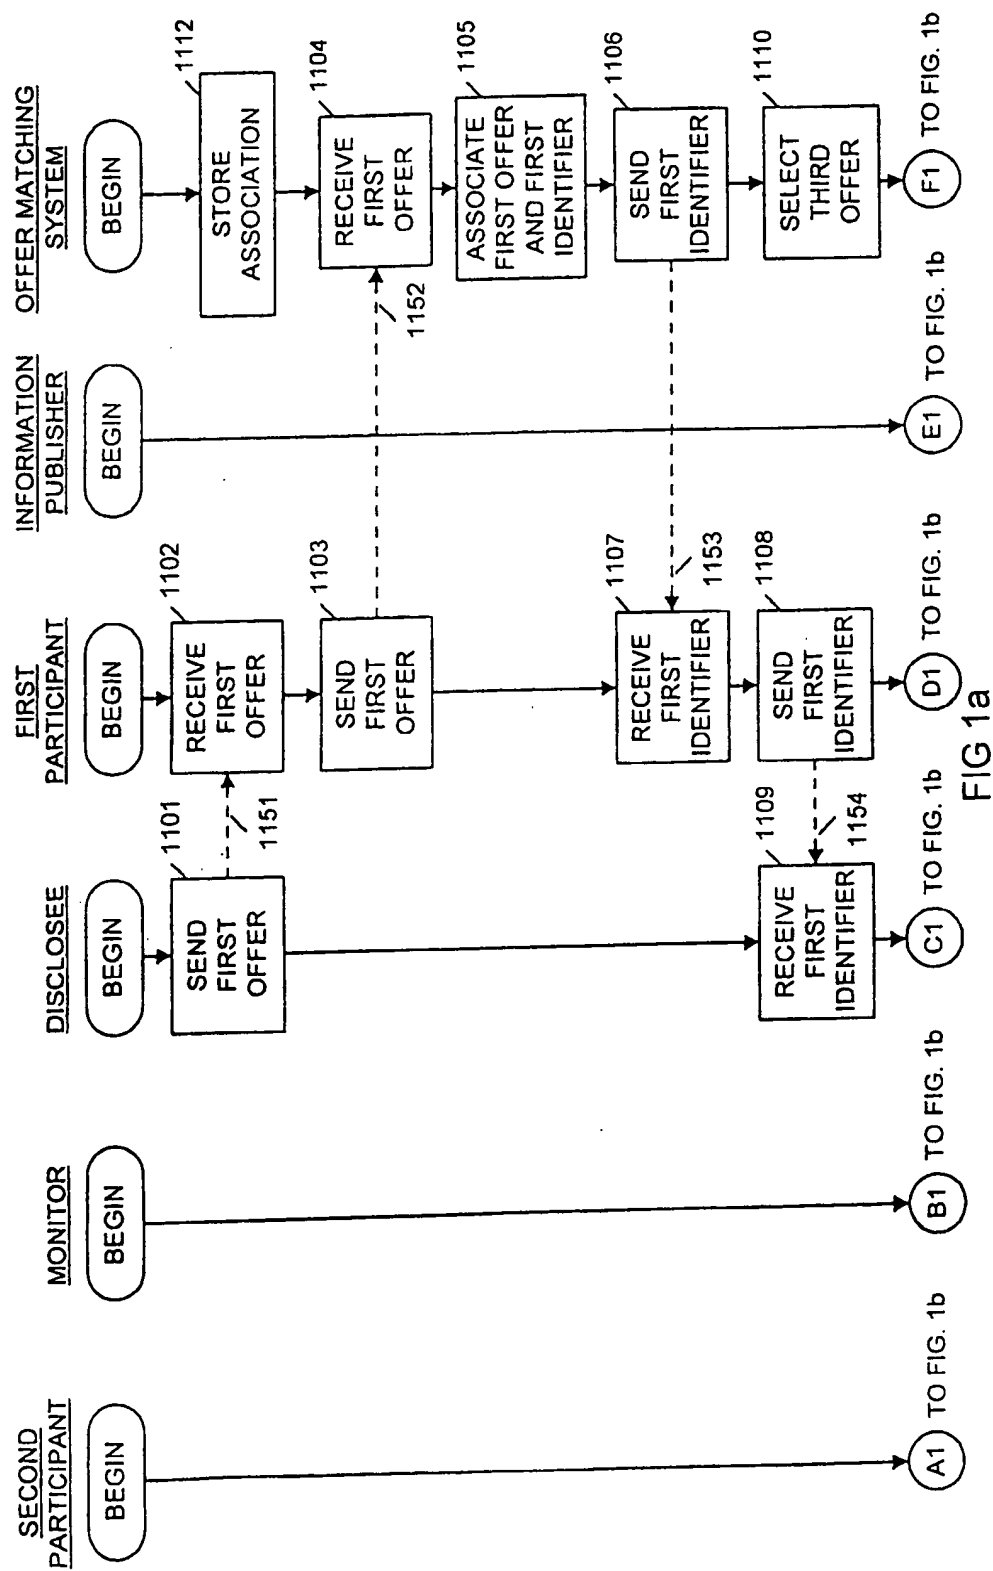 SECOND
PARTICIPANT
BEGIN
A1 TO FIG. 1b
MONITOR
BEGIN
B1 TO FIG. 1b
DISCLOSEE
BEGIN
1101
SEND
FIRST
OFFER
1151
1109
RECEIVE
FIRST
IDENTIFIER
1154
C1 TO FIG. 1b
FIRST
PARTICIPANT
BEGIN
1102
RECEIVE
FIRST
OFFER
1103
SEND
FIRST
OFFER
1107
RECEIVE
FIRST
IDENTIFIER
1153
1108
SEND
FIRST
IDENTIFIER
D1 TO FIG. 1b
INFORMATION
PUBLISHER
BEGIN
E1 TO FIG. 1b
OFFER MATCHING
SYSTEM
BEGIN
1112
STORE
ASSOCIATION
1104
RECEIVE
FIRST
OFFER
1152
1105
ASSOCIATE
FIRST OFFER
AND FIRST
IDENTIFIER
1106
SEND
FIRST
IDENTIFIER
1110
SELECT
THIRD
OFFER
F1 TO FIG. 1b
FIG 1a